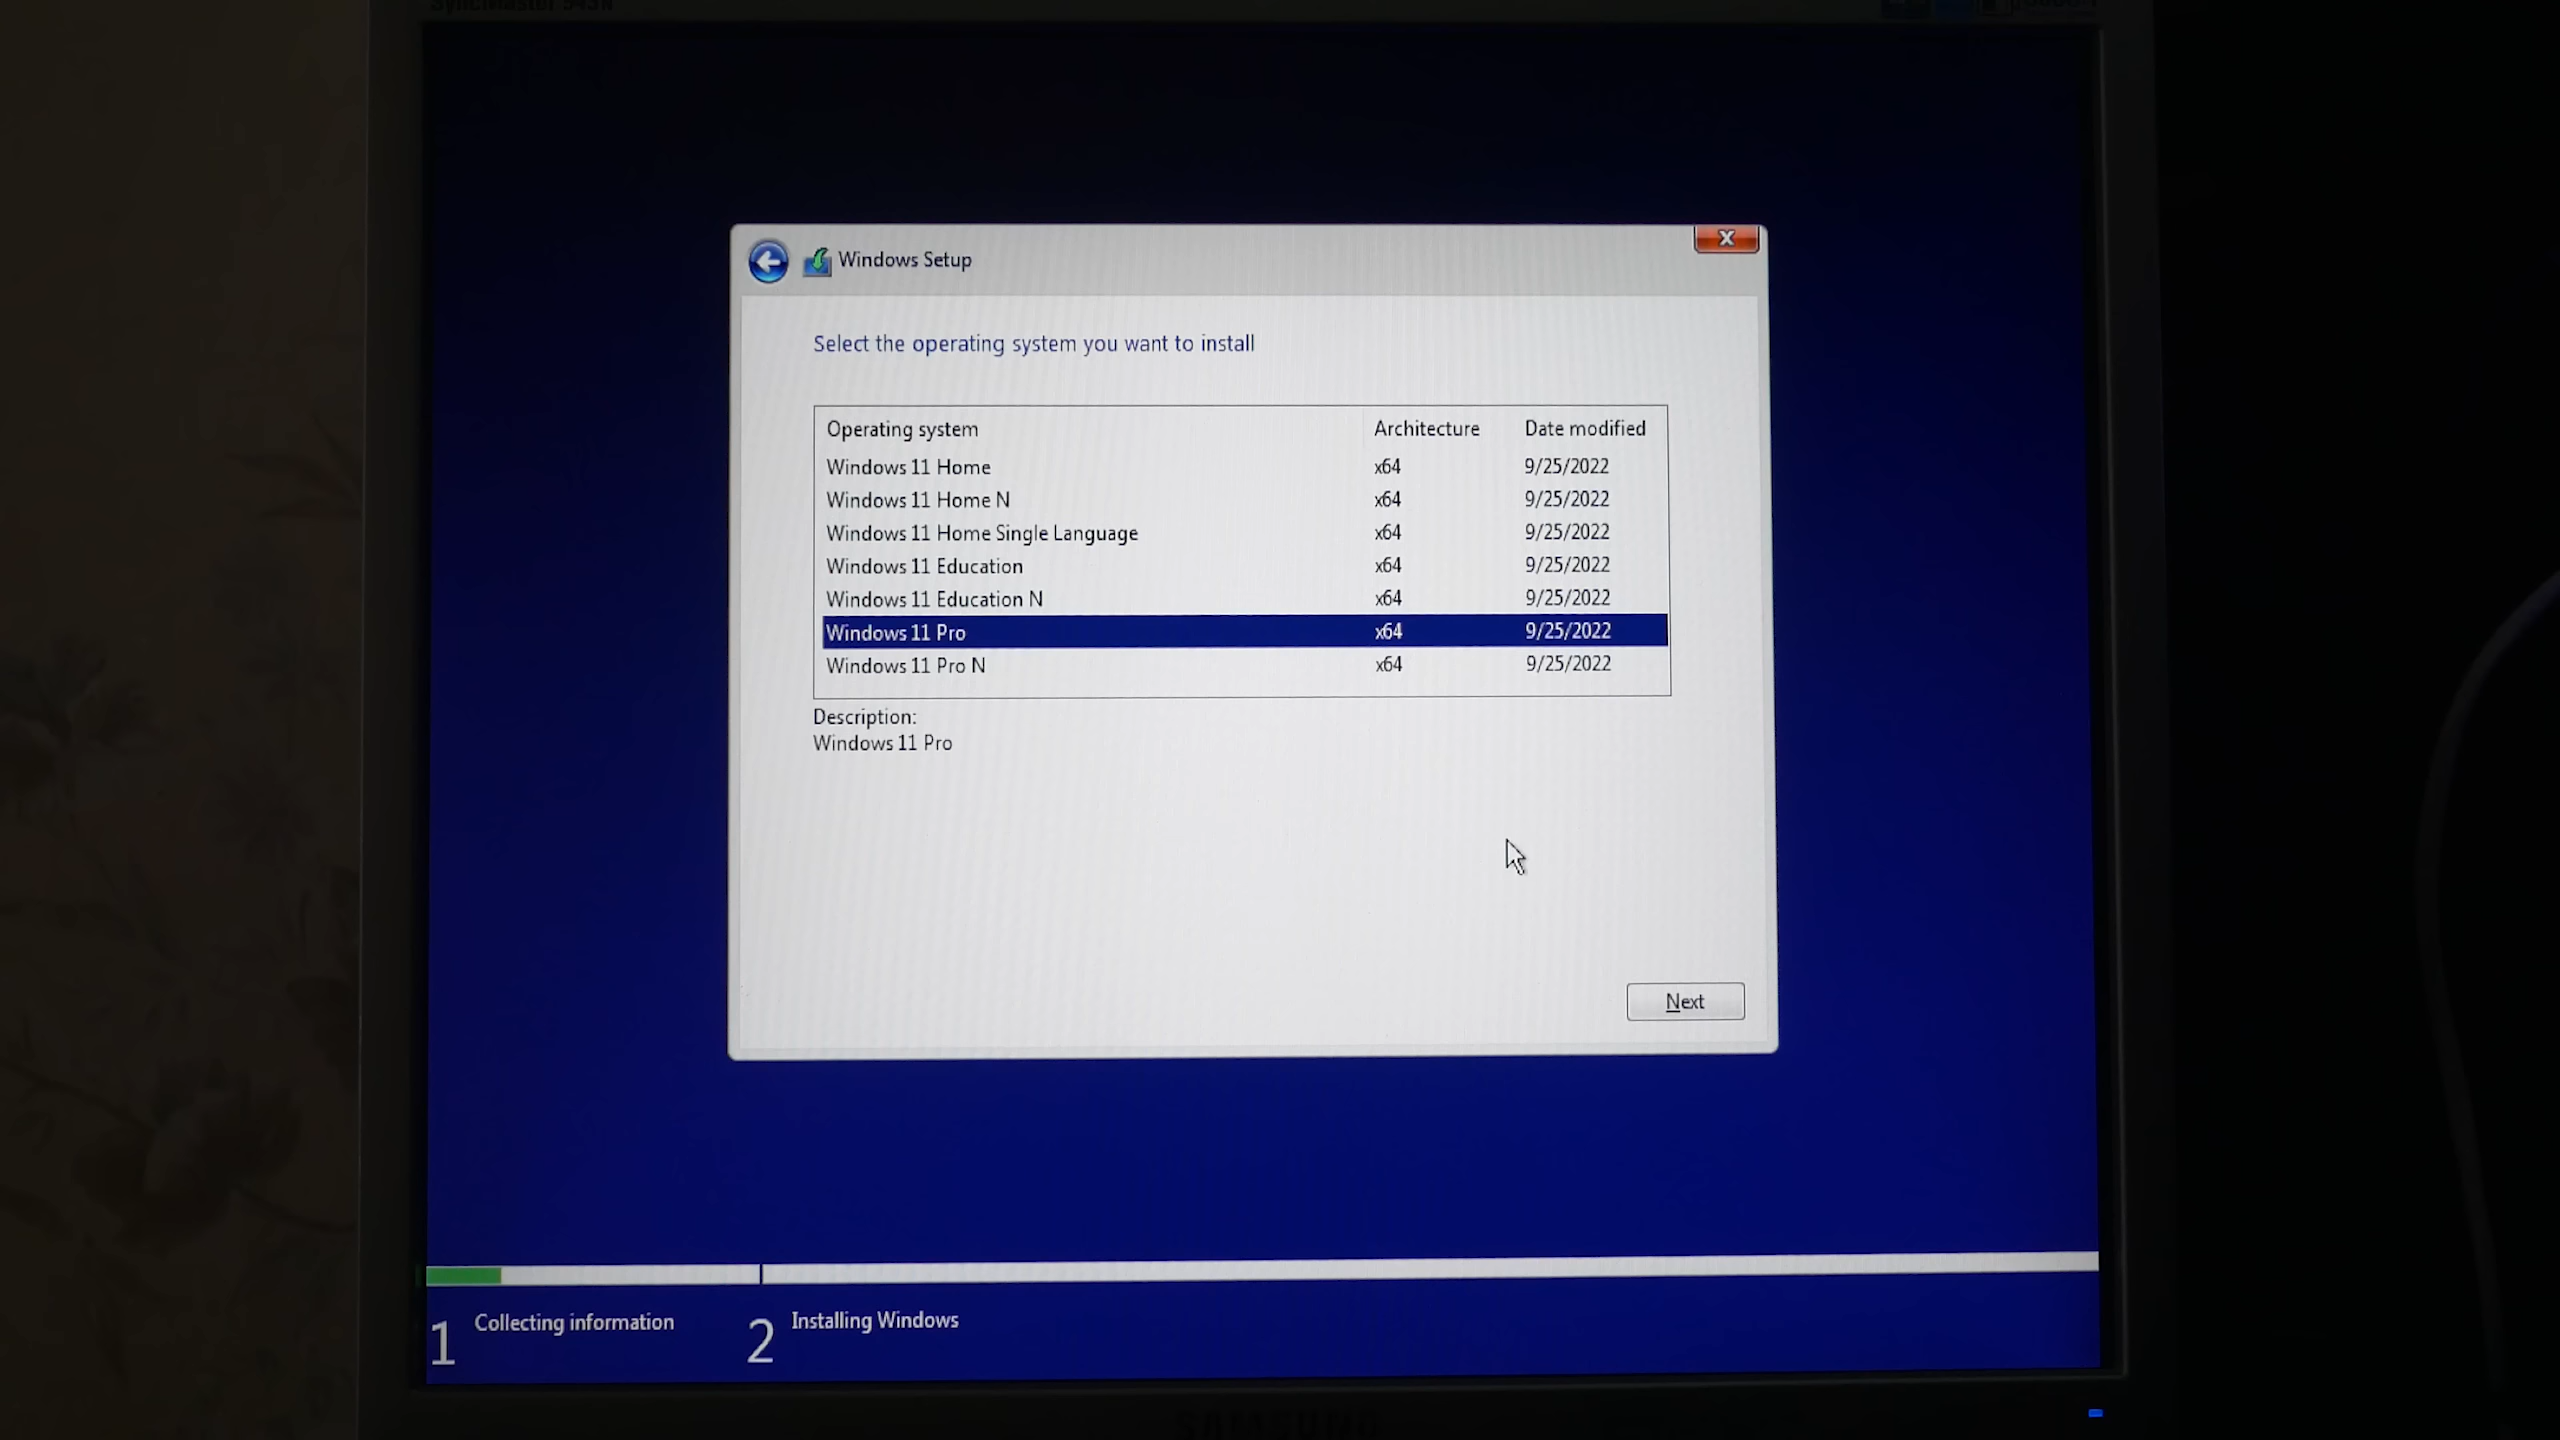 Windows Setup
Select the operating system you want to install
Operating system Architecture Date modified
Windows 11 Home x64 9/25/2022
Windows 11 Home N x64 9/25/2022
Windows 11 Home Single Language x64 9/25/2022
Windows 11 Education x64 9/25/2022
Windows 11 Education N x64 9/25/2022
Windows 11 Pro x64 9/25/2022
Windows 11 Pro N x64 9/25/2022
Description:
Windows 11 Pro
Next
1 Collecting information 2 Installing Windows
SAMSUNG